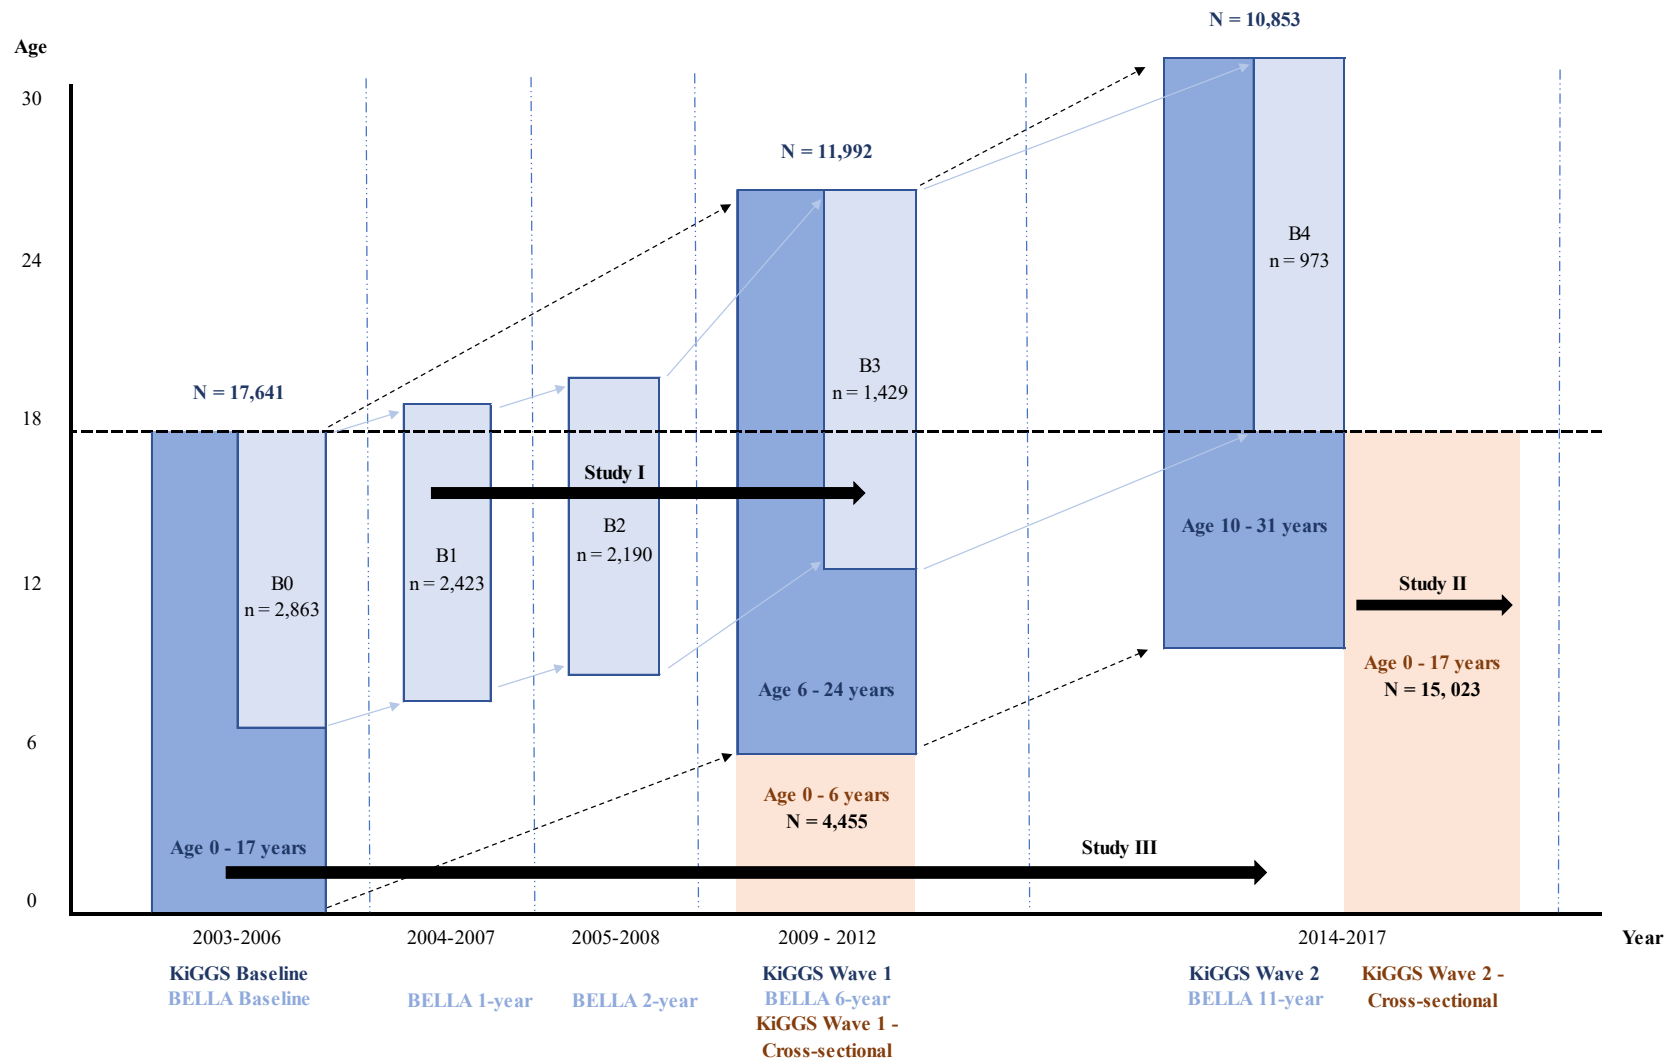 N = 10,853
Age
30
N = 11,992
24
B4
n = 973
B3
n = 1,429
N = 17,641
18
Study I
Age 10 - 31 years
B2
n = 2,190
B1
n = 2,423
12
B0
n = 2,863
Study II
Age 0 - 17 years
N = 15, 023
Age 6 - 24 years
6
Age 0 - 6 years
N = 4,455
Age 0 - 17 years
Study III
0
2003-2006
2004-2007
2005-2008
2009 - 2012
2014-2017
Year
KiGGS Baseline
BELLA Baseline
BELLA 1-year
BELLA 2-year
KiGGS Wave 1
BELLA 6-year
KiGGS Wave 1 -
Cross-sectional
KiGGS Wave 2
BELLA 11-year
KiGGS Wave 2 -
Cross-sectional